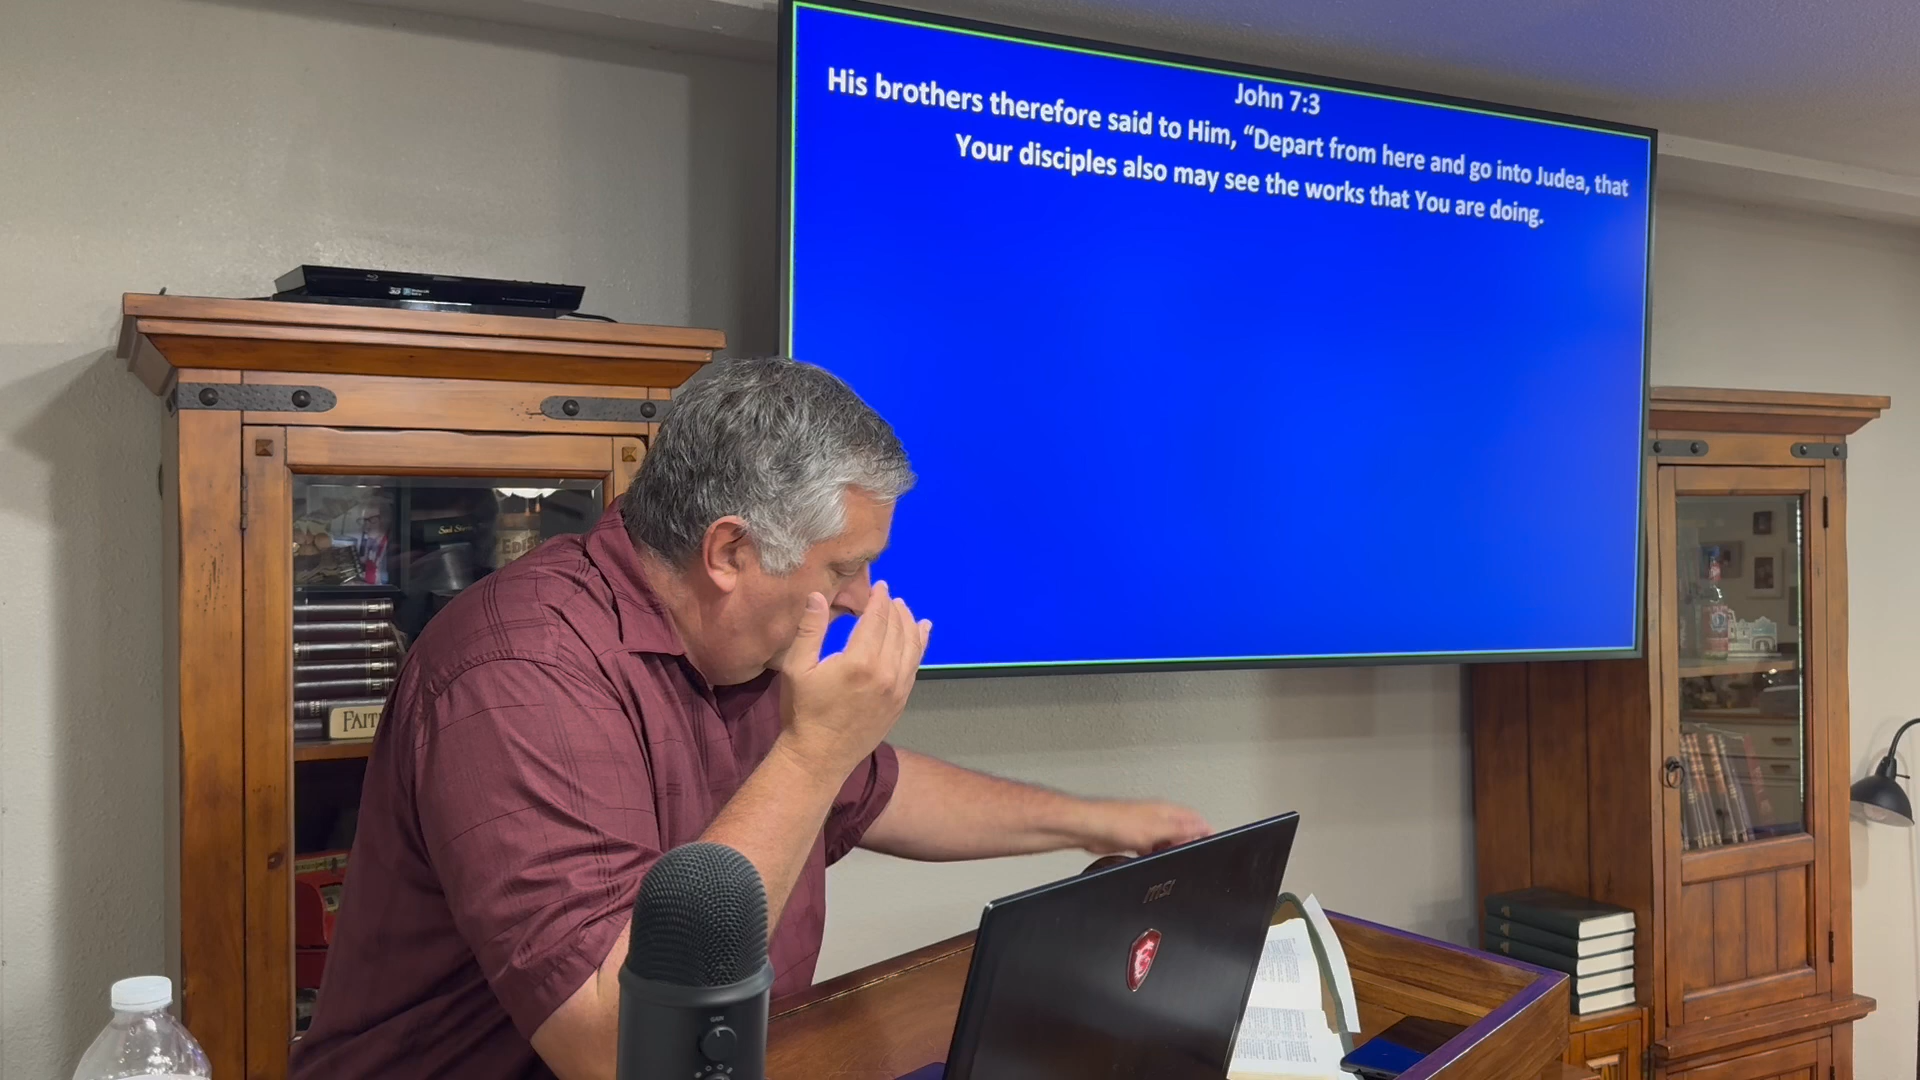 John 7:3
His brothers therefore said to Him, “Depart from here and go into Judea, that
Your disciples also may see the works that You are doing.
FAIT
msi